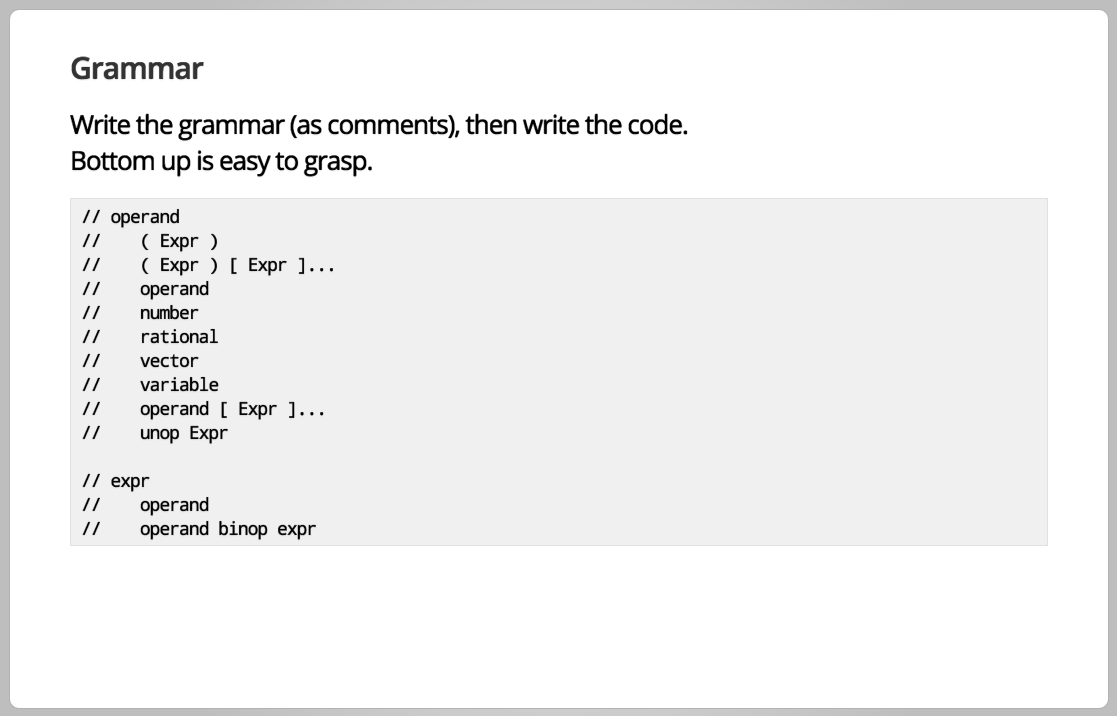 Grammar
Write the grammar (as comments), then write the code.
Bottom up is easy to grasp.
// operand
//    ( Expr )
//    ( Expr ) [ Expr ]...
//    operand
//    number
//    rational
//    vector
//    variable
//    operand [ Expr ]...
//    unop Expr
// expr
//    operand
//    operand binop expr